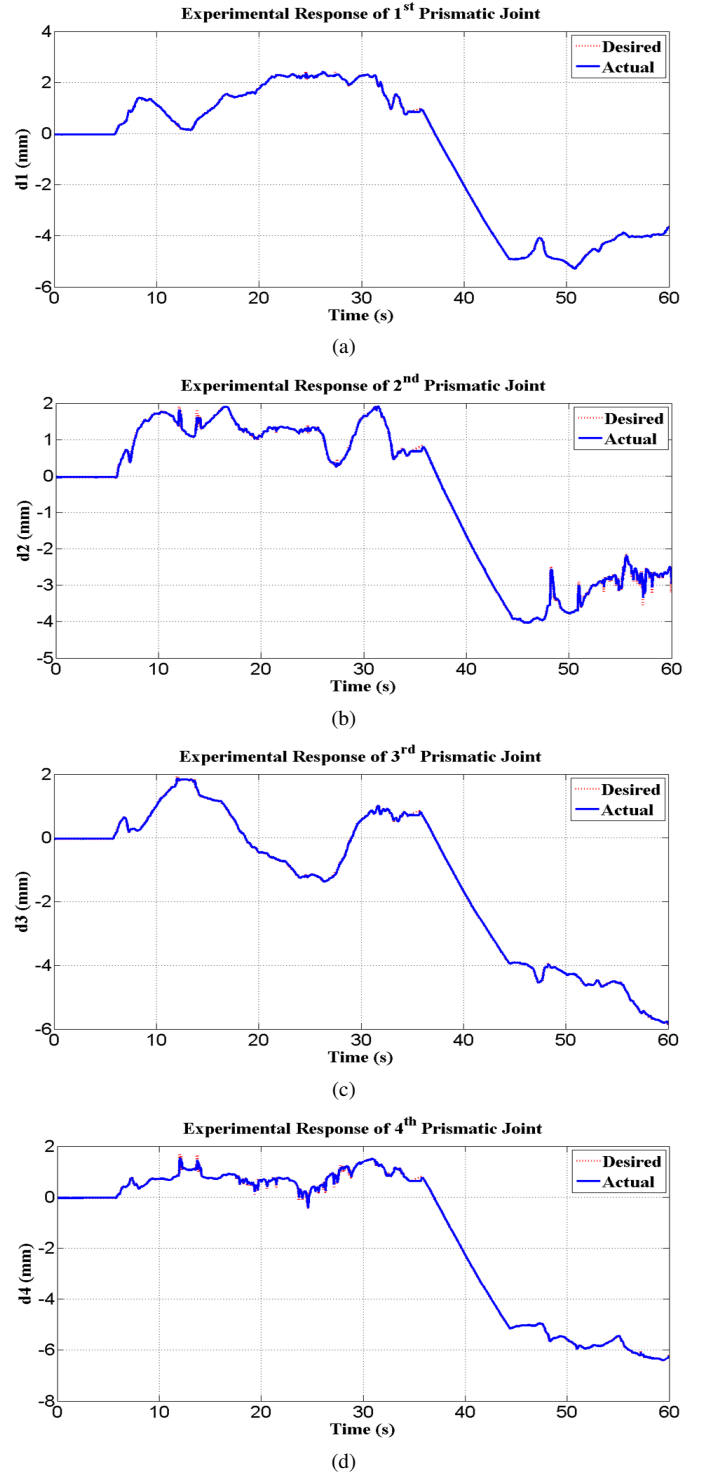 Experimental Response of 1st Prismatic Joint
Desired
Actual
4
2
0
-2
-4
-6
d1 (mm)
0 10 20 30 40 50 60
Time (s)
(a)
Experimental Response of 2nd Prismatic Joint
Desired
Actual
2
1
0
-1
-2
-3
-4
-5
d2 (mm)
0 10 20 30 40 50 60
Time (s)
(b)
Experimental Response of 3rd Prismatic Joint
Desired
Actual
2
0
-2
-4
-6
d3 (mm)
0 10 20 30 40 50 60
Time (s)
(c)
Experimental Response of 4th Prismatic Joint
Desired
Actual
2
0
-2
-4
-6
-8
d4 (mm)
0 10 20 30 40 50 60
Time (s)
(d)